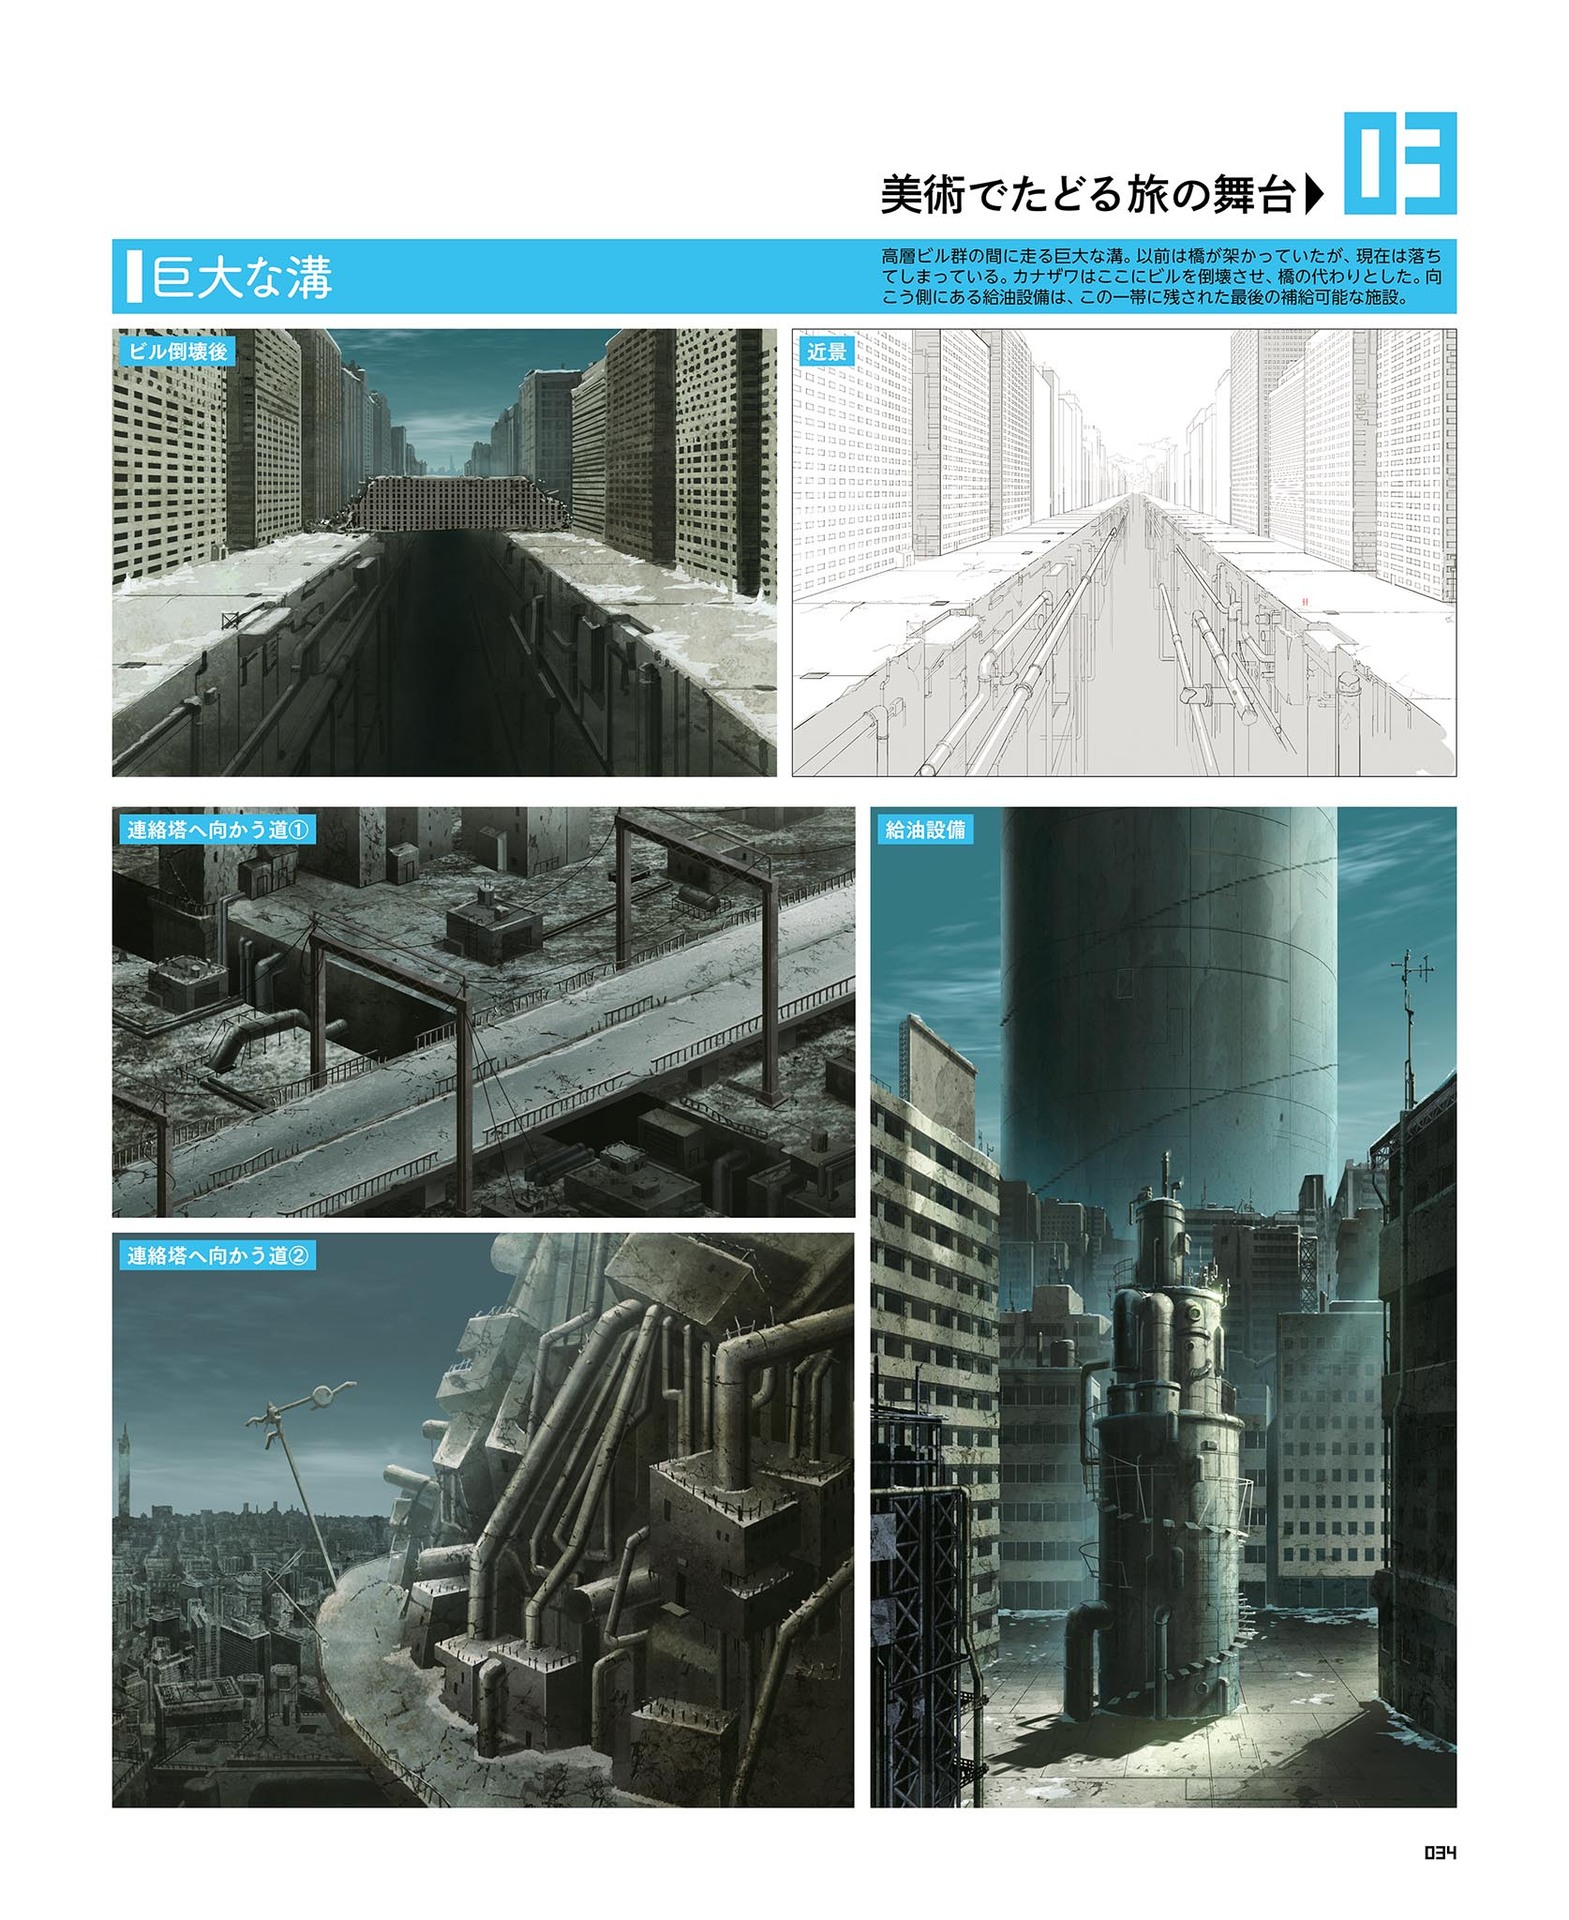 美術でたどる旅の舞台▶03
巨大な溝
高層ビル群の間に走る巨大な溝。以前は橋が架かっていたが、現在は落ち
てしまっている。カナザワはここにビルを倒壊させ、橋の代わりとした。向
こう側にある給油設備は、この一帯に残された最後の補給可能な施設。
ビル倒壊後
近景
連絡塔へ向かう道①
給油設備
連絡塔へ向かう道②
034